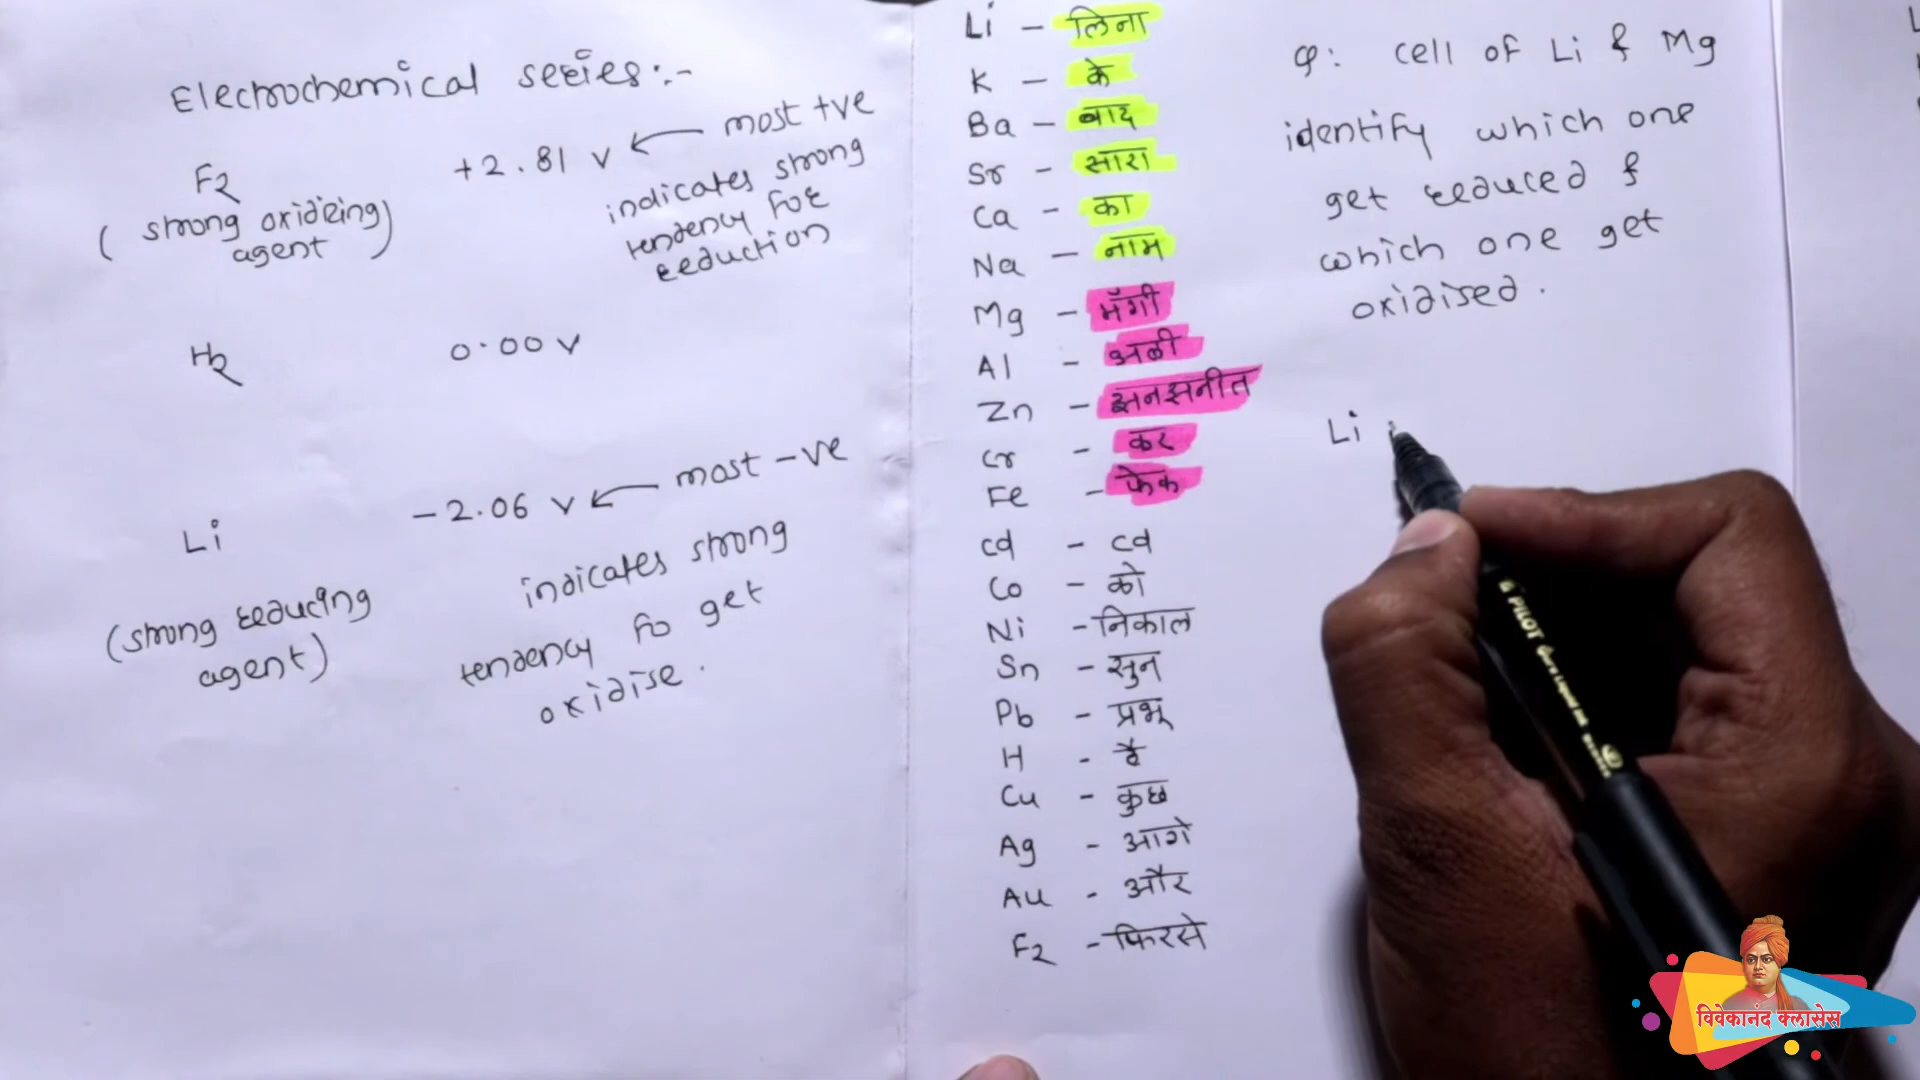 Electrochemical series:-
F2 +2.81 v ← most +ve
(strong oxidizing agent)
indicates strong
tendency for
reduction
H2 0.00 v
Li -2.06 v ← most -ve
(strong reducing
agent)
indicates strong
tendency to get
oxidise.
Li - लिना
K - के
Ba - बाद
Sr - सारा
Ca - का
Na - नाम
Mg - मॅगी
Al - अली
Zn - झनझनीत
Cr - कर
Fe - फेक
Cd - Cd
Co - को
Ni - निकाल
Sn - सुन
Pb - प्रभू
H - है
Cu - कुछ
Ag - आगे
Au - और
F2 - फिरसे
Q: cell of Li & Mg
identify which one
get reduced &
which one get
oxidised.
Li
PILOT
विवेकानंद क्लासेस